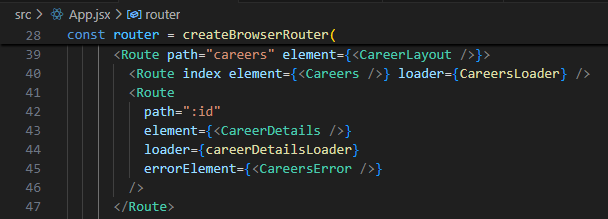 src > App.jsx > router
28 const router = createBrowserRouter(
39 <Route path="careers" element={<CareerLayout />}>
40 <Route index element={<Careers />} loader={CareersLoader} />
41 <Route
42 path=":id"
43 element={<CareerDetails />}
44 loader={careerDetailsLoader}
45 errorElement={<CareersError />}
46 />
47 </Route>